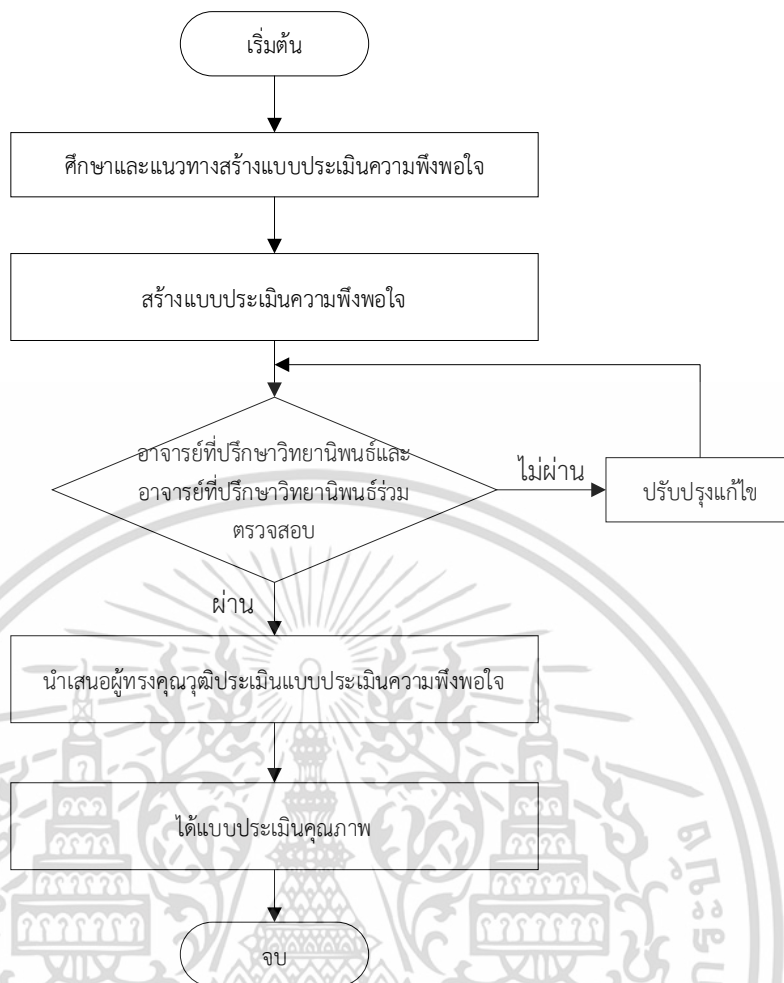 เริ่มต้น
ศึกษาและแนวทางสร้างแบบประเมินความพึงพอใจ
สร้างแบบประเมินความพึงพอใจ
อาจารย์ที่ปรึกษาวิทยานิพนธ์และ
อาจารย์ที่ปรึกษาวิทยานิพนธ์ร่วม
ตรวจสอบ
ไม่ผ่าน
ปรับปรุงแก้ไข
ผ่าน
นำเสนอผู้ทรงคุณวุฒิประเมินแบบประเมินความพึงพอใจ
ได้แบบประเมินคุณภาพ
จบ